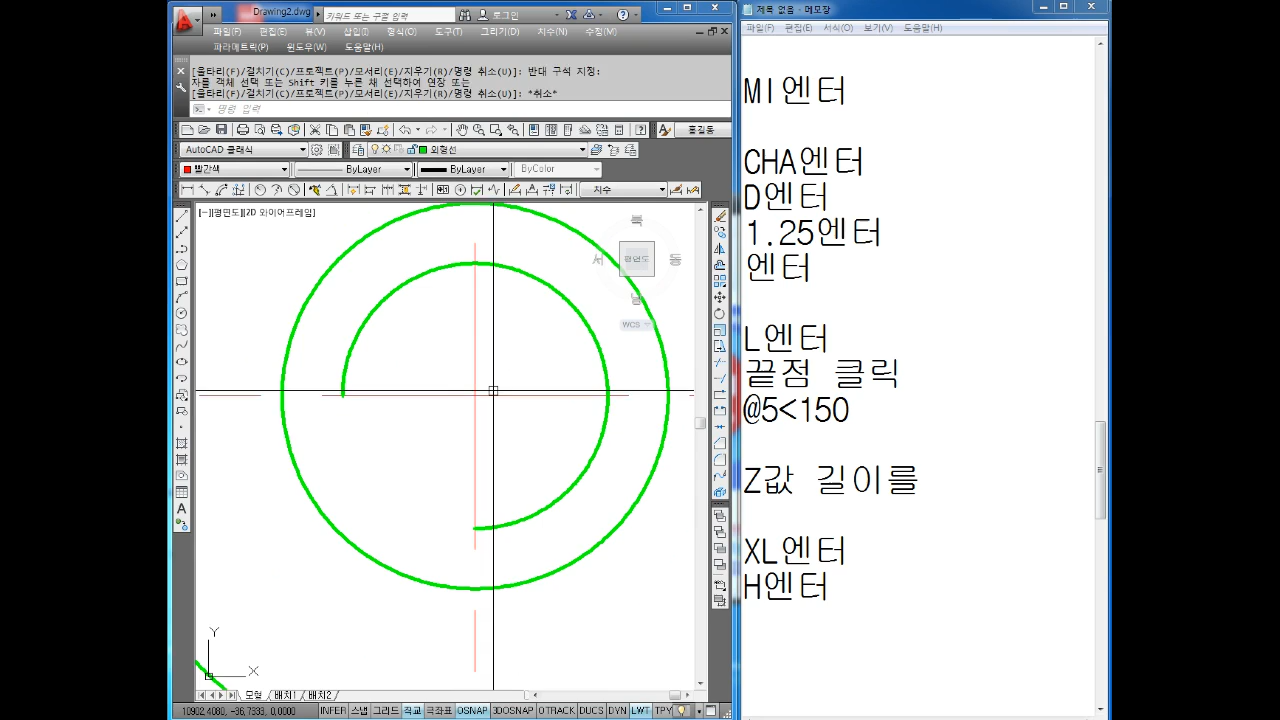 Drawing2.dwg 키워드 또는 구절 입력 로그인
파일(F) 편집(E) 뷰(V) 삽입(I) 형식(O) 도구(T) 그리기(D) 치수(N) 수정(M)
파라메트릭(P) 윈도우(W) 도움말(H)
[울타리(F)/걸치기(C)/프로젝트(P)/모서리(E)/지우기(R)/명령 취소(U)]: 반대 구석 지정:
자를 객체 선택 또는 Shift 키를 누른 채 선택하여 연장 또는
[울타리(F)/걸치기(C)/프로젝트(P)/모서리(E)/지우기(R)/명령 취소(U)]: *취소*
명령 입력
홍길동
AutoCAD 클래식 외형선
빨간색 ByLayer ByLayer ByColor
치수
[-][평면도][2D 와이어프레임]
북
서 평면도 동
남
WCS
Y
X
모형 배치1 배치2
INFER 스냅 그리드 직교 극좌표 OSNAP 3DOSNAP OTRACK DUCS DYN LWT TPY
제목 없음 - 메모장
파일(F) 편집(E) 서식(O) 보기(V) 도움말(H)
MI엔터
CHA엔터
D엔터
1.25엔터
엔터
L엔터
끝점 클릭
@5<150
Z값 길이를
XL엔터
H엔터